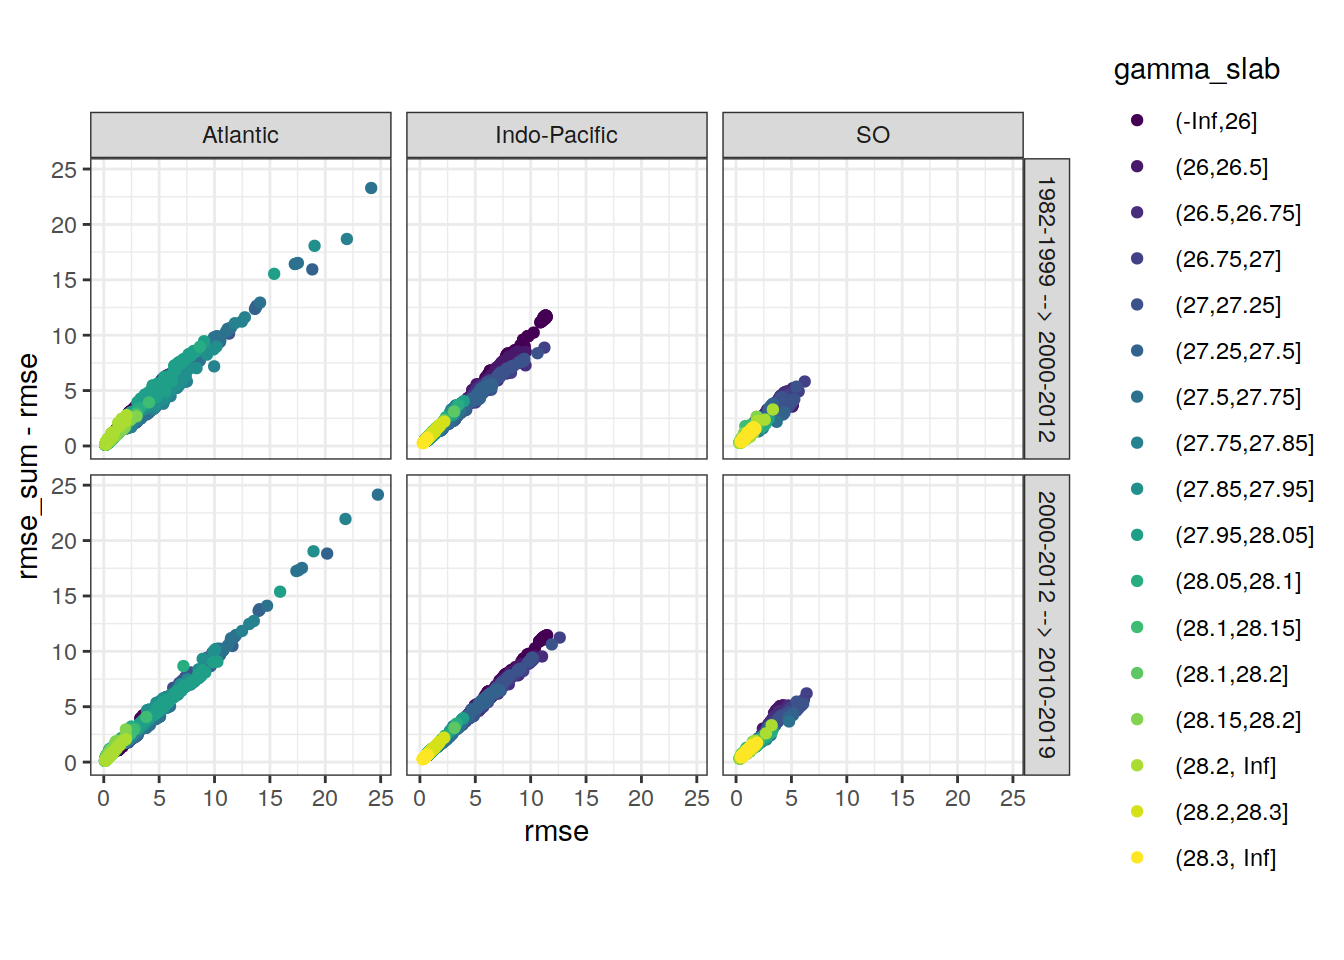 gamma_slab
Atlantic
Indo-Pacific
SO
1982-1999 --> 2000-2012
2000-2012 --> 2010-2019
rmse_sum - rmse
25
20
15
10
5
0
25
20
15
10
5
0
0 5 10 15 20 25
0 5 10 15 20 25
0 5 10 15 20 25
rmse
(-Inf,26]
(26,26.5]
(26.5,26.75]
(26.75,27]
(27,27.25]
(27.25,27.5]
(27.5,27.75]
(27.75,27.85]
(27.85,27.95]
(27.95,28.05]
(28.05,28.1]
(28.1,28.15]
(28.1,28.2]
(28.15,28.2]
(28.2, Inf]
(28.2,28.3]
(28.3, Inf]